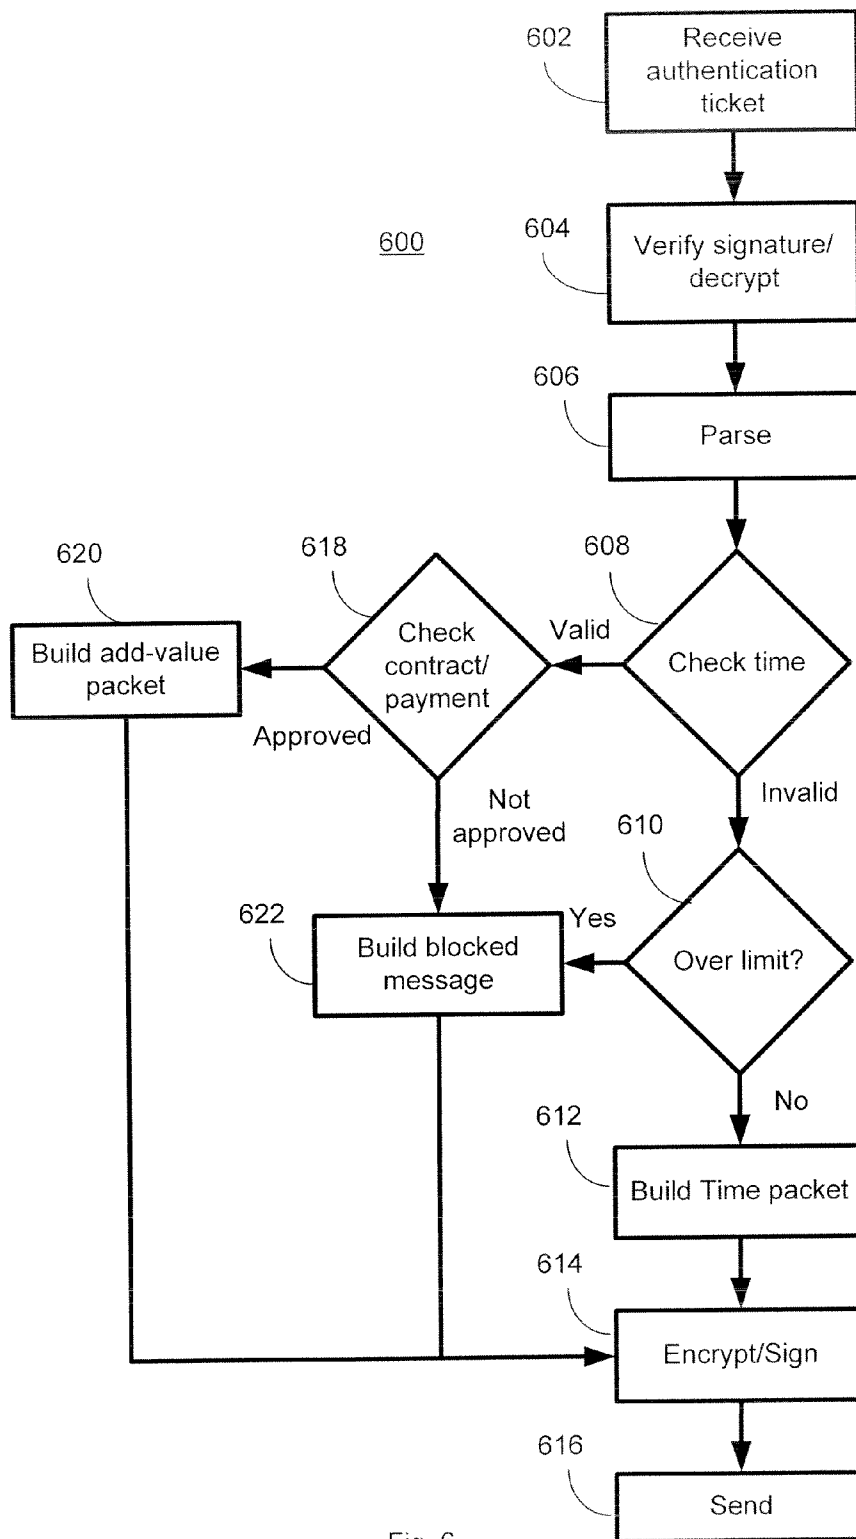 602
Receive
authentication
ticket
600
604
Verify signature/
decrypt
606
Parse
620
618
608
Build add-value
packet
Check
contract/
payment
Valid
Check time
Approved
Not
approved
Invalid
610
622
Build blocked
message
Yes
Over limit?
No
612
Build Time packet
614
Encrypt/Sign
616
Send
Fig. 6